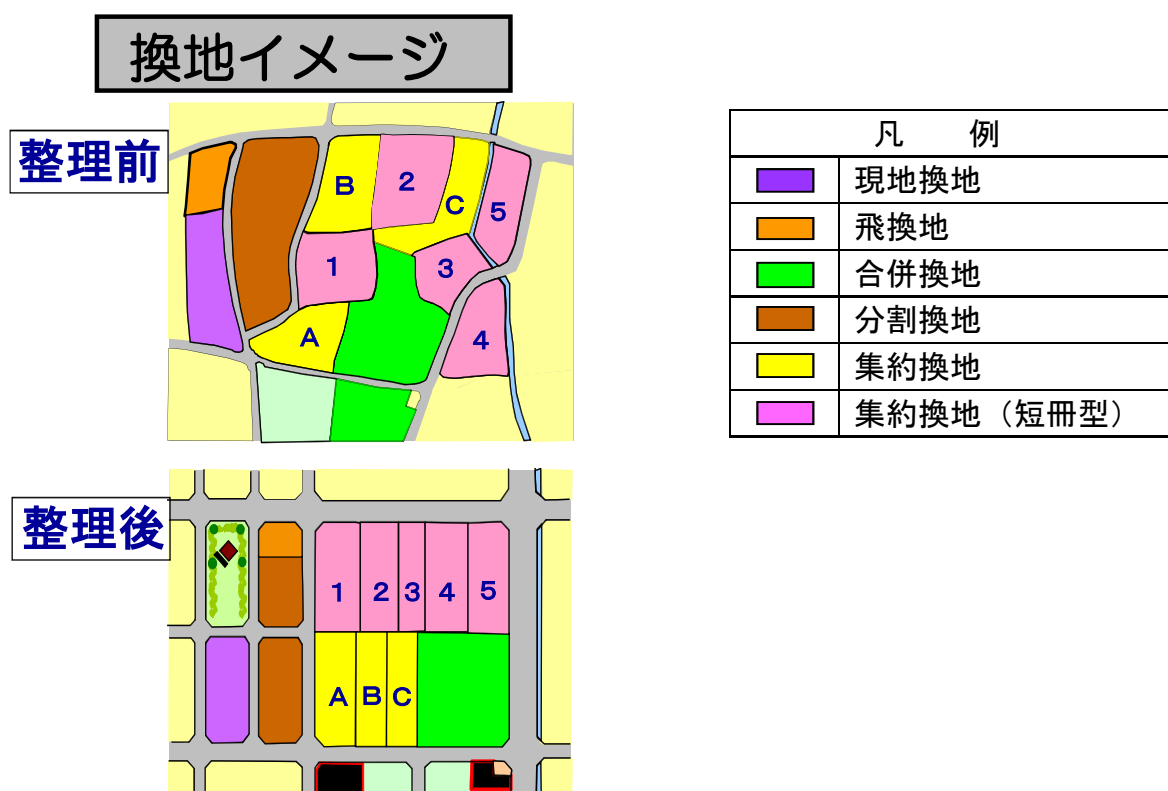 換地イメージ
整理前
B
2
C
5
1
3
A
4
凡　　例
現地換地
飛換地
合併換地
分割換地
集約換地
集約換地（短冊型）
整理後
1 2 3 4 5
A B C